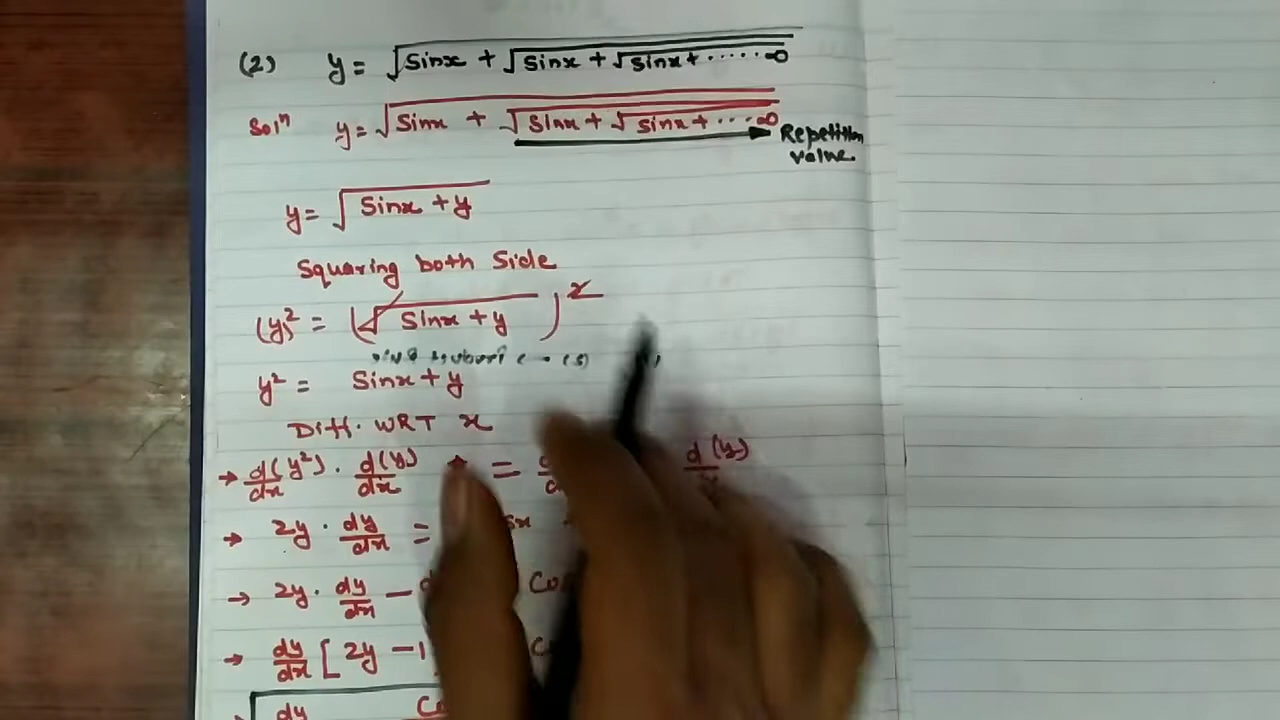 (2) y = √sinx + √sinx + √sinx + ..... ∞
Solⁿ y = √sinx + √sinx + √sinx + .... ∞
Repetition
value.
y = √sinx + y
Squaring both Side
(y)² = (√sinx + y)²
y² = sinx + y
Diff. WRT x
→ d/dx (y²) · d(y)/dx = d(y)
→ 2y · dy/dx =
→ 2y · dy/dx −
→ dy/dx [2y − 1
dy